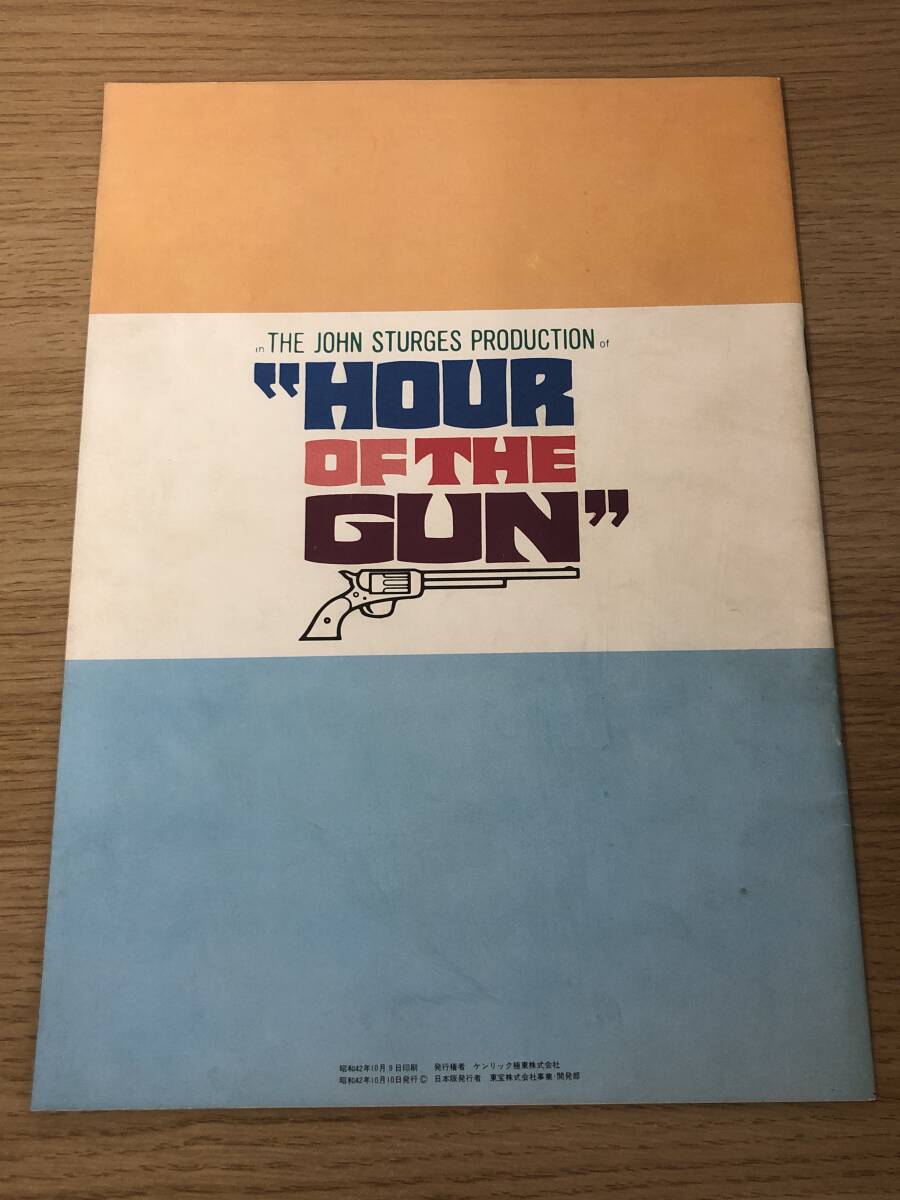 in THE JOHN STURGES PRODUCTION of
“HOUR
OF THE
GUN”
昭和42年10月9日印刷 発行権者 ケンリック極東株式会社
昭和42年10月10日発行 © 日本版発行者 東宝株式会社事業・開発部